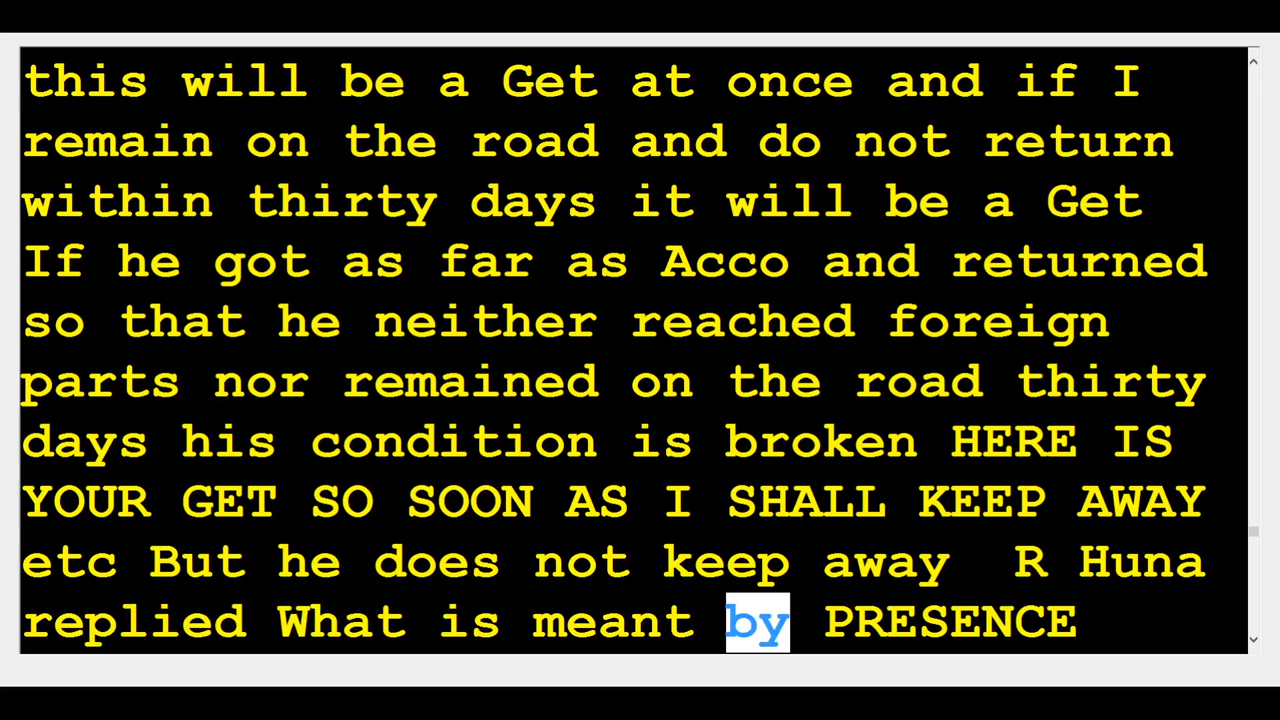 this will be a Get at once and if I
remain on the road and do not return
within thirty days it will be a Get
If he got as far as Acco and returned
so that he neither reached foreign
parts nor remained on the road thirty
days his condition is broken HERE IS
YOUR GET SO SOON AS I SHALL KEEP AWAY
etc But he does not keep away  R Huna
replied What is meant by PRESENCE